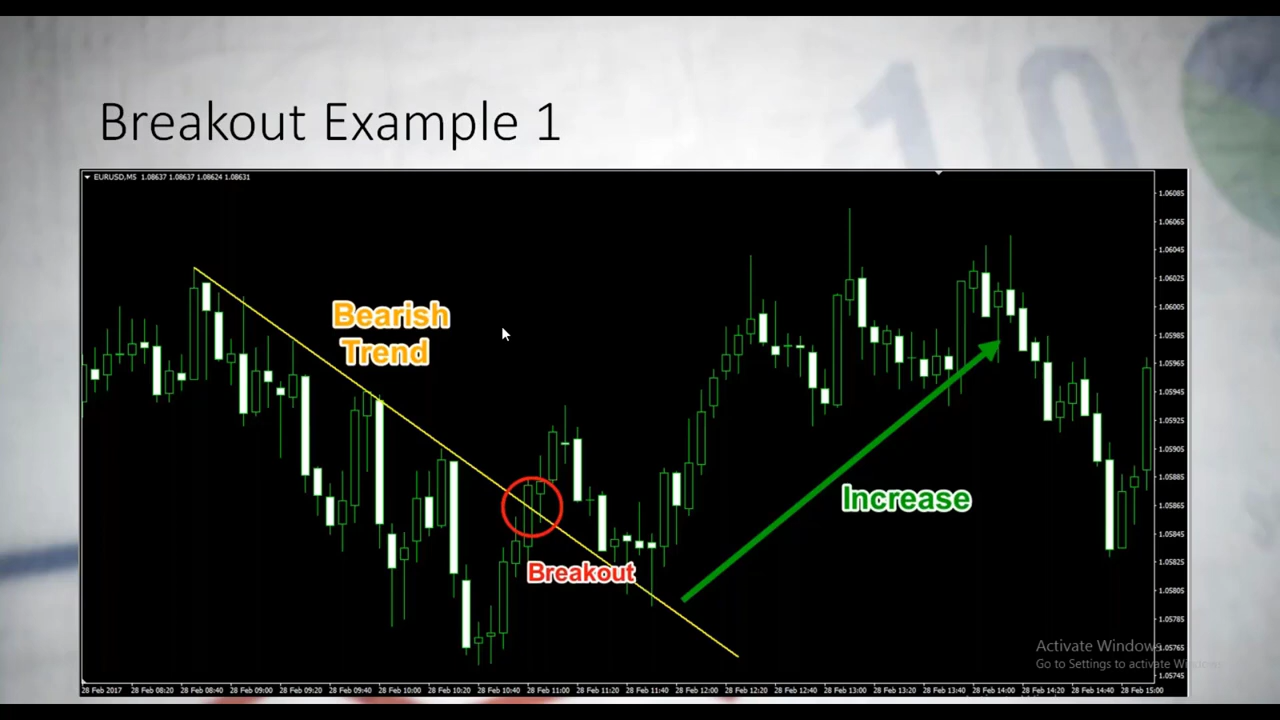 10
Breakout Example 1
EURUSD,M5 1.08637 1.08637 1.08624 1.08631
1.06085
1.06065
1.06045
1.06025
1.06005
1.05985
1.05965
1.05945
1.05925
1.05905
1.05885
1.05865
1.05845
1.05825
1.05805
1.05785
1.05765
1.05745
Bearish
Trend
Increase
Breakout
Activate Windows
Go to Settings to activate Windows
28 Feb 2017 28 Feb 08:20 28 Feb 08:40 28 Feb 09:00 28 Feb 09:20 28 Feb 09:40 28 Feb 10:00 28 Feb 10:20 28 Feb 10:40 28 Feb 11:00 28 Feb 11:20 28 Feb 11:40 28 Feb 12:00 28 Feb 12:20 28 Feb 12:40 28 Feb 13:00 28 Feb 13:20 28 Feb 13:40 28 Feb 14:00 28 Feb 14:20 28 Feb 14:40 28 Feb 15:00